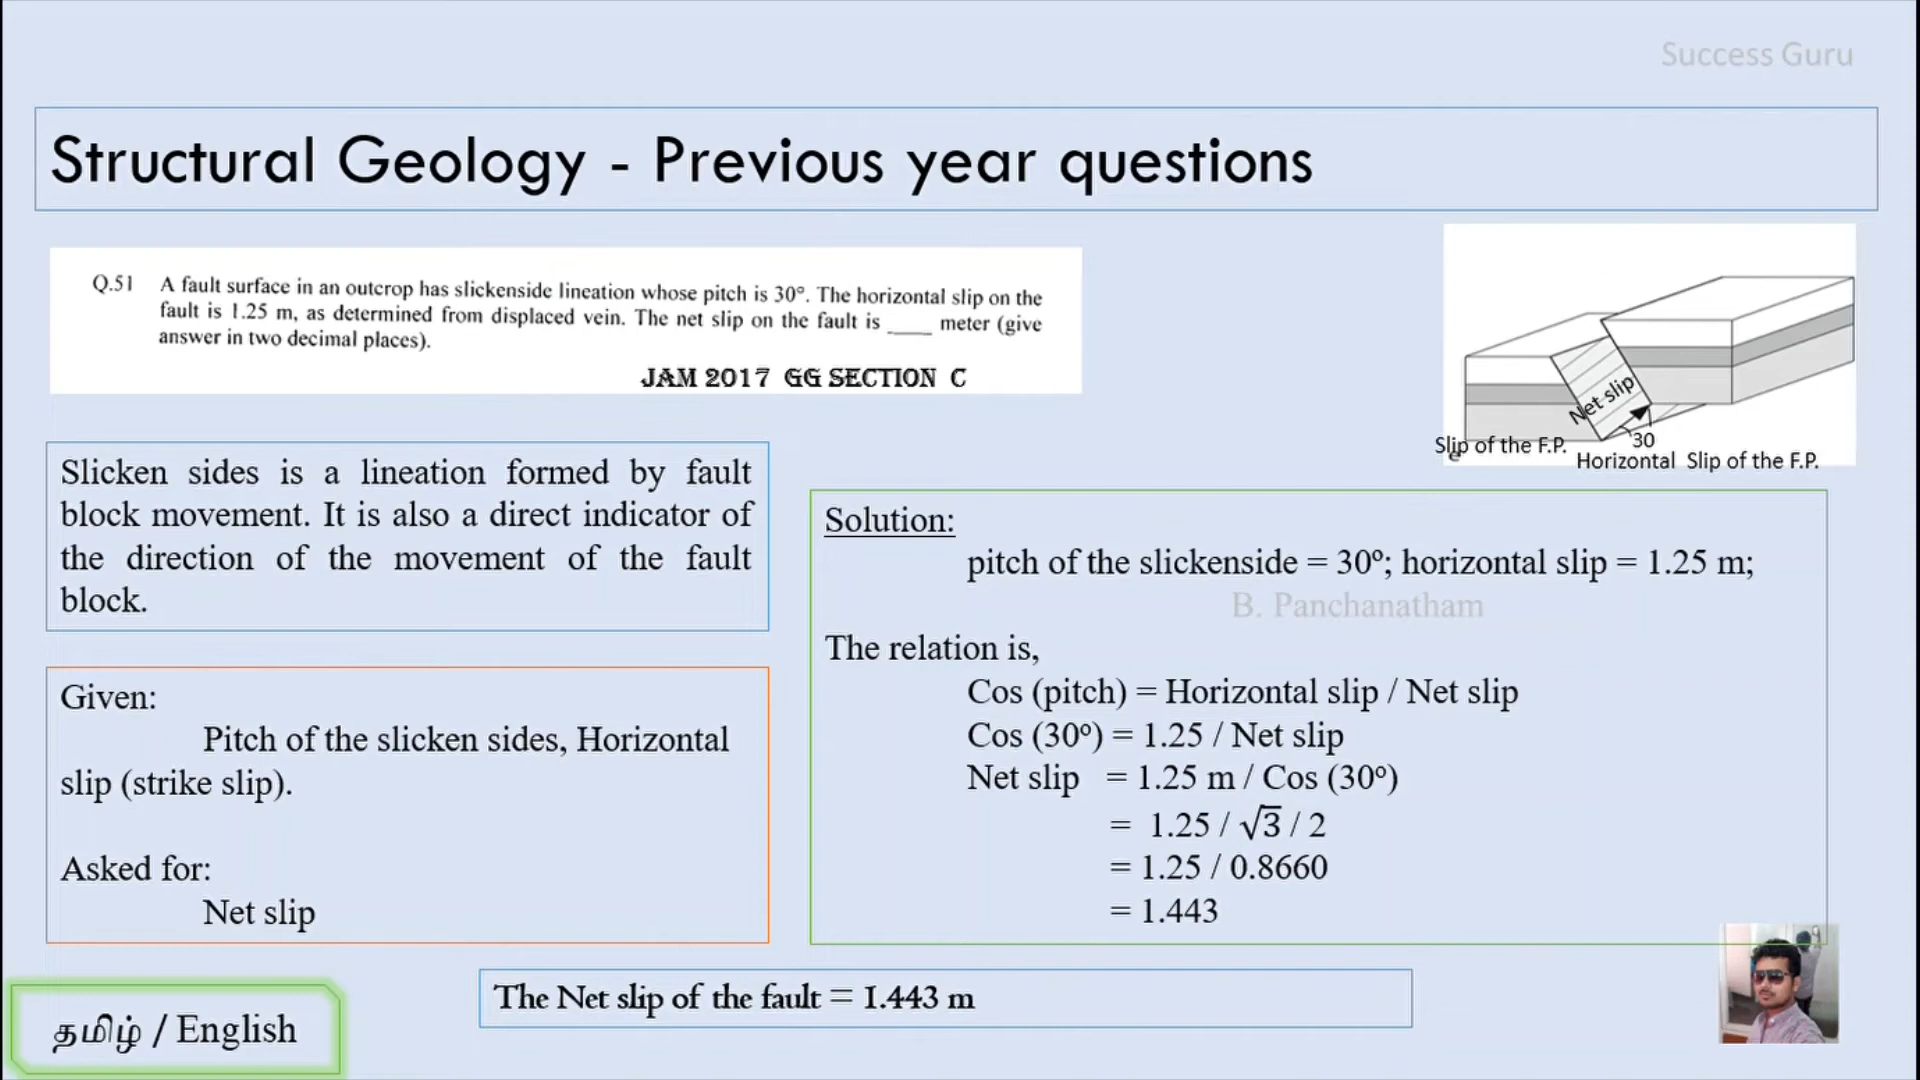 Success Guru
Structural Geology - Previous year questions
Q.51 A fault surface in an outcrop has slickenside lineation whose pitch is 30°. The horizontal slip on the
fault is 1.25 m, as determined from displaced vein. The net slip on the fault is ____ meter (give
answer in two decimal places).
JAM 2017 GG SECTION C
Net slip
30
Slip of the F.P.
Horizontal Slip of the F.P.
Slicken sides is a lineation formed by fault
block movement. It is also a direct indicator of
the direction of the movement of the fault
block.
Given:
Pitch of the slicken sides, Horizontal
slip (strike slip).
Asked for:
Net slip
Solution:
pitch of the slickenside = 30º; horizontal slip = 1.25 m;
B. Panchanatham
The relation is,
Cos (pitch) = Horizontal slip / Net slip
Cos (30º) = 1.25 / Net slip
Net slip = 1.25 m / Cos (30º)
= 1.25 / √3 / 2
= 1.25 / 0.8660
= 1.443
The Net slip of the fault = 1.443 m
தமிழ் / English